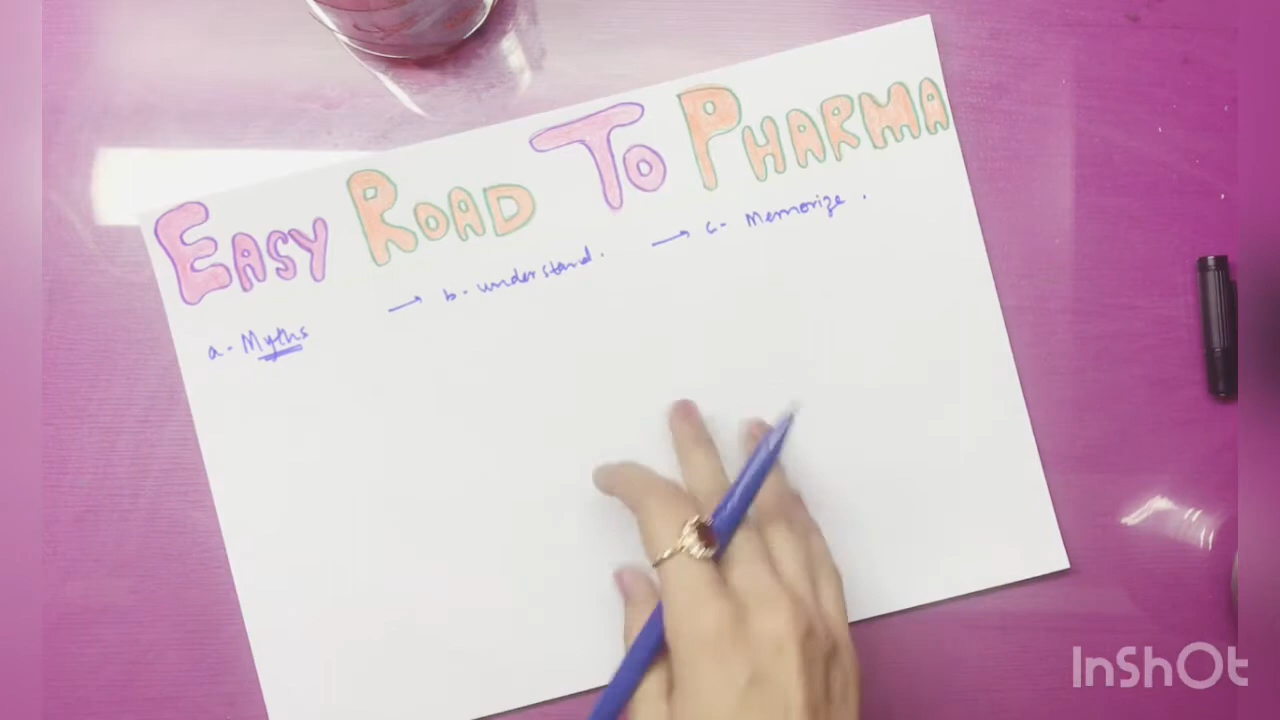 EASY ROAD TO PHARMA
a - Myths → b - understand. → c - Memorize.
InShOt